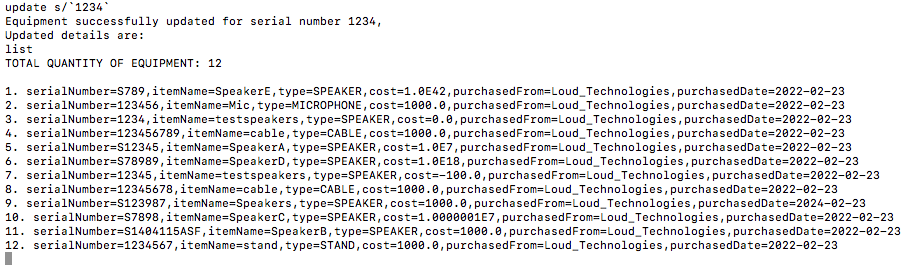 update s/`1234`
Equipment successfully updated for serial number 1234,
Updated details are:
list
TOTAL QUANTITY OF EQUIPMENT: 12
1. serialNumber=S789,itemName=SpeakerE,type=SPEAKER,cost=1.0E42,purchasedFrom=Loud_Technologies,purchasedDate=2022-02-23
2. serialNumber=123456,itemName=Mic,type=MICROPHONE,cost=1000.0,purchasedFrom=Loud_Technologies,purchasedDate=2022-02-23
3. serialNumber=1234,itemName=testspeakers,type=SPEAKER,cost=0.0,purchasedFrom=Loud_Technologies,purchasedDate=2022-02-23
4. serialNumber=123456789,itemName=cable,type=CABLE,cost=1000.0,purchasedFrom=Loud_Technologies,purchasedDate=2022-02-23
5. serialNumber=S12345,itemName=SpeakerA,type=SPEAKER,cost=1.0E7,purchasedFrom=Loud_Technologies,purchasedDate=2022-02-23
6. serialNumber=S78989,itemName=SpeakerD,type=SPEAKER,cost=1.0E18,purchasedFrom=Loud_Technologies,purchasedDate=2022-02-23
7. serialNumber=12345,itemName=testspeakers,type=SPEAKER,cost=-100.0,purchasedFrom=Loud_Technologies,purchasedDate=2022-02-23
8. serialNumber=12345678,itemName=cable,type=CABLE,cost=1000.0,purchasedFrom=Loud_Technologies,purchasedDate=2022-02-23
9. serialNumber=S123987,itemName=Speakers,type=SPEAKER,cost=1000.0,purchasedFrom=Loud_Technologies,purchasedDate=2024-02-23
10. serialNumber=S7898,itemName=SpeakerC,type=SPEAKER,cost=1.0000001E7,purchasedFrom=Loud_Technologies,purchasedDate=2022-02-23
11. serialNumber=S1404115ASF,itemName=SpeakerB,type=SPEAKER,cost=1000.0,purchasedFrom=Loud_Technologies,purchasedDate=2022-02-23
12. serialNumber=1234567,itemName=stand,type=STAND,cost=1000.0,purchasedFrom=Loud_Technologies,purchasedDate=2022-02-23